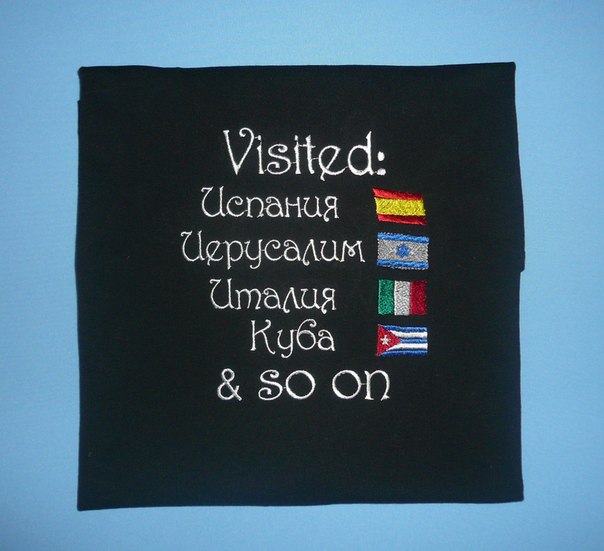 Visited:
Испания
Иерусалим
Италия
Куба
& so on